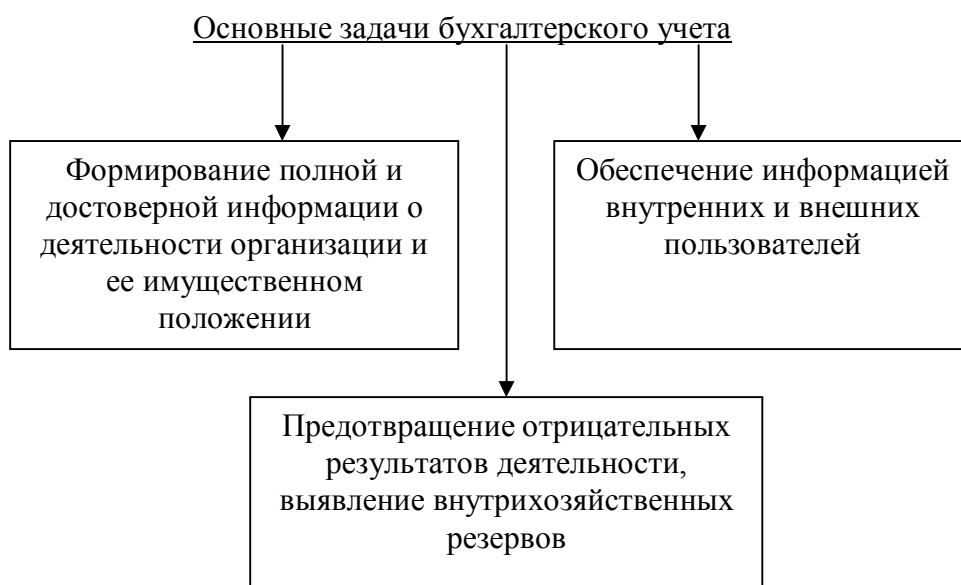 Основные задачи бухгалтерского учета
Формирование полной и
достоверной информации о
деятельности организации и
ее имущественном
положении
Обеспечение информацией
внутренних и внешних
пользователей
Предотвращение отрицательных
результатов деятельности,
выявление внутрихозяйственных
резервов